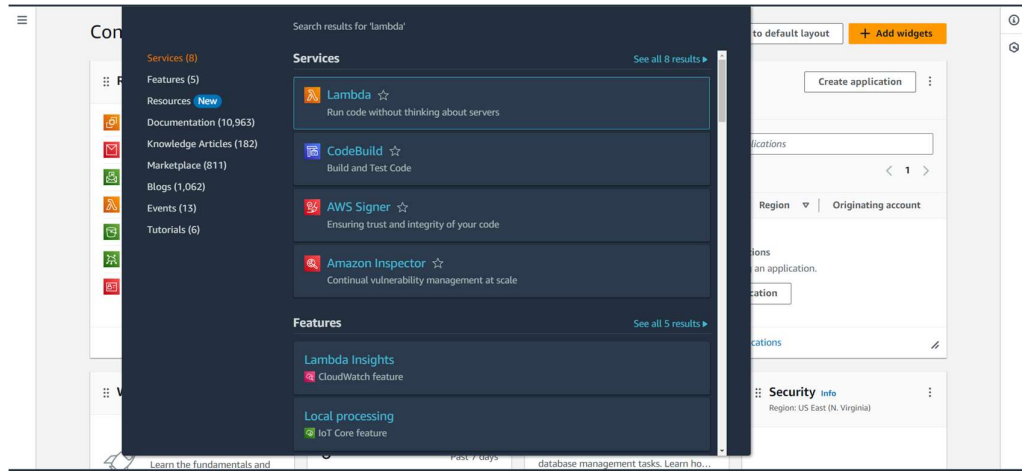 Con
to default layout
+ Add widgets
Search results for 'lambda'
Services (8)
Features (5)
Resources New
Documentation (10,963)
Knowledge Articles (182)
Marketplace (811)
Blogs (1,062)
Events (13)
Tutorials (6)
Services
See all 8 results
Lambda
Run code without thinking about servers
CodeBuild
Build and Test Code
AWS Signer
Ensuring trust and integrity of your code
Amazon Inspector
Continual vulnerability management at scale
Features
See all 5 results
Lambda Insights
CloudWatch feature
Local processing
IoT Core feature
Create application
lications
1
Region
Originating account
ions
an application.
cation
cations
Security Info
Region: US East (N. Virginia)
Learn the fundamentals and
Past 7 days
database management tasks. Learn ho...